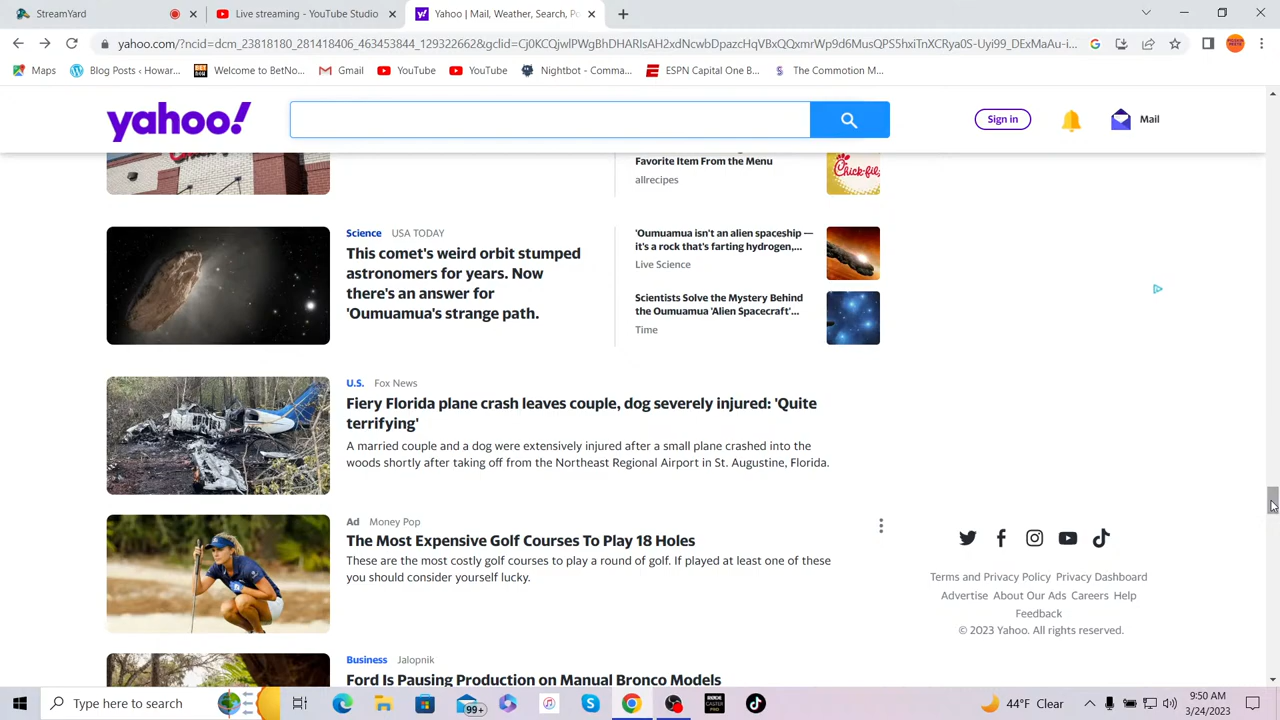 StreamYard
Live streaming - YouTube Studio
Yahoo | Mail, Weather, Search, Po
yahoo.com/?ncid=dcm_23818180_281418406_463453844_129322662&gclid=
Maps
Blog Posts ‹ Howar...
Welcome to BetNo...
Gmail
YouTube
YouTube
Nightbot - Comma...
ESPN Capital One B...
The Commotion M...
yahoo!
Sign in
Mail
Favorite Item From the Menu
allrecipes
Chick-fil
Science USA TODAY
This comet's weird orbit stumped
astronomers for years. Now
there's an answer for
'Oumuamua's strange path.
'Oumuamua isn't an alien spaceship —
it's a rock that's farting hydrogen,...
Live Science
Scientists Solve the Mystery Behind
the Oumuamua 'Alien Spacecraft'...
Time
U.S. Fox News
Fiery Florida plane crash leaves couple, dog severely injured: 'Quite
terrifying'
A married couple and a dog were extensively injured after a small plane crashed into the
woods shortly after taking off from the Northeast Regional Airport in St. Augustine, Florida.
Ad Money Pop
The Most Expensive Golf Courses To Play 18 Holes
These are the most costly golf courses to play a round of golf. If played at least one of these
you should consider yourself lucky.
Terms and Privacy Policy Privacy Dashboard
Advertise About Our Ads Careers Help
Feedback
© 2023 Yahoo. All rights reserved.
Business Jalopnik
Ford Is Pausing Production on Manual Bronco Models
Type here to search
99+
44°F Clear
9:50 AM
3/24/2023